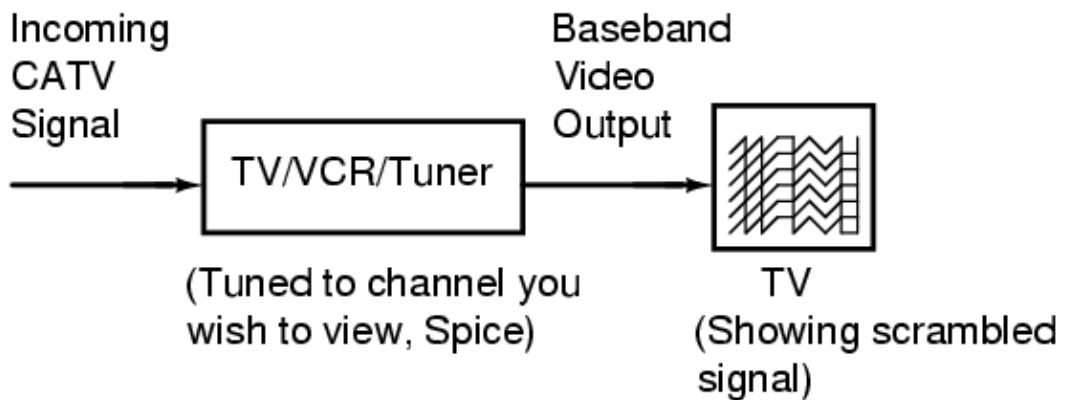 Incoming
CATV
Signal
Baseband
Video
Output
TV/VCR/Tuner
(Tuned to channel you
wish to view, Spice)
TV
(Showing scrambled
signal)